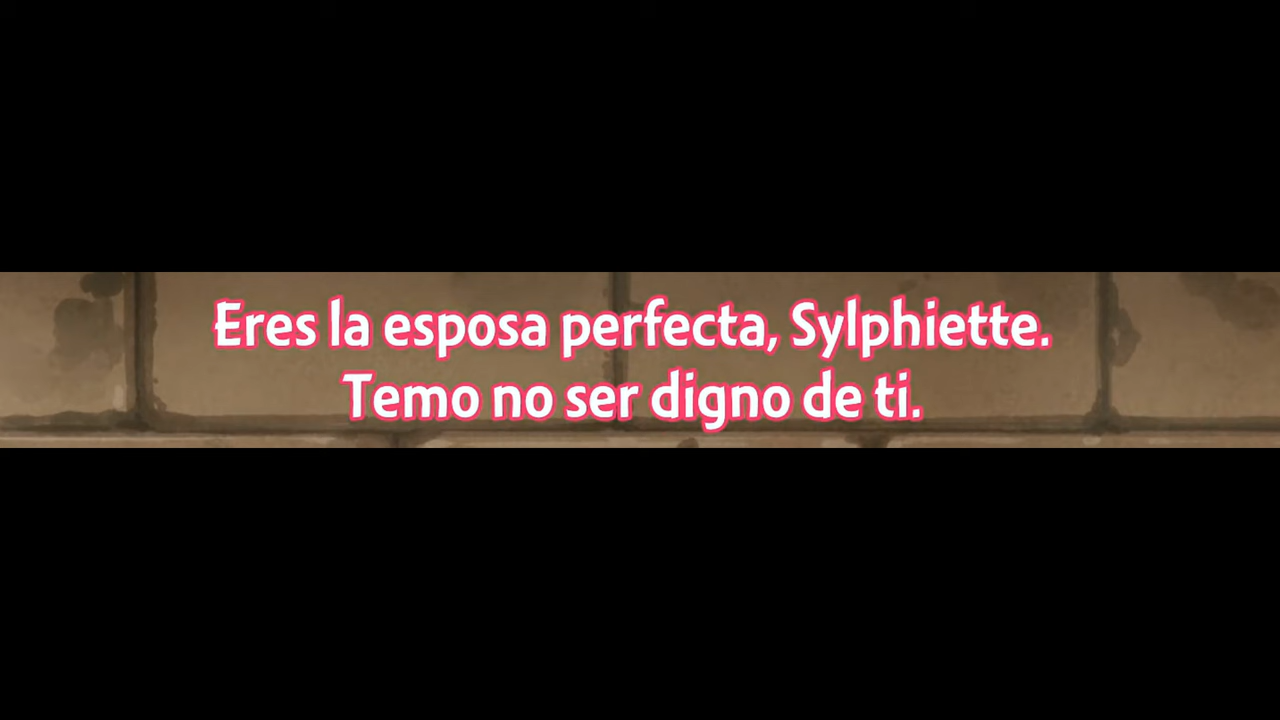 Eres la esposa perfecta, Sylphiette.
Temo no ser digno de ti.